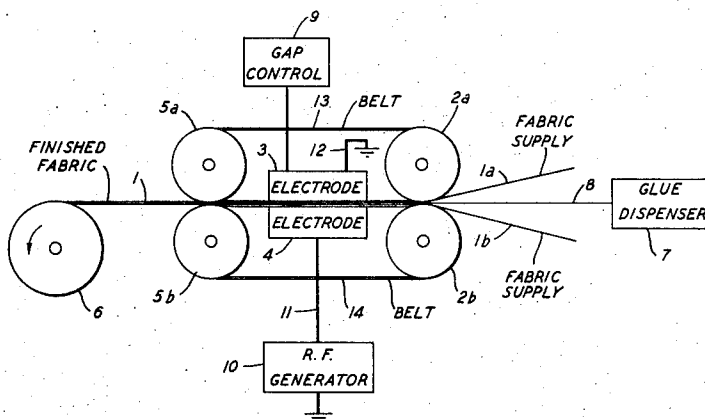 9
GAP
CONTROL
5a
13
BELT
2a
12
FABRIC
SUPPLY
FINISHED
FABRIC
1
3
ELECTRODE
1a
8
GLUE
DISPENSER
7
ELECTRODE
4
1b
FABRIC
SUPPLY
6
5b
11
14
BELT
2b
10
R.F.
GENERATOR